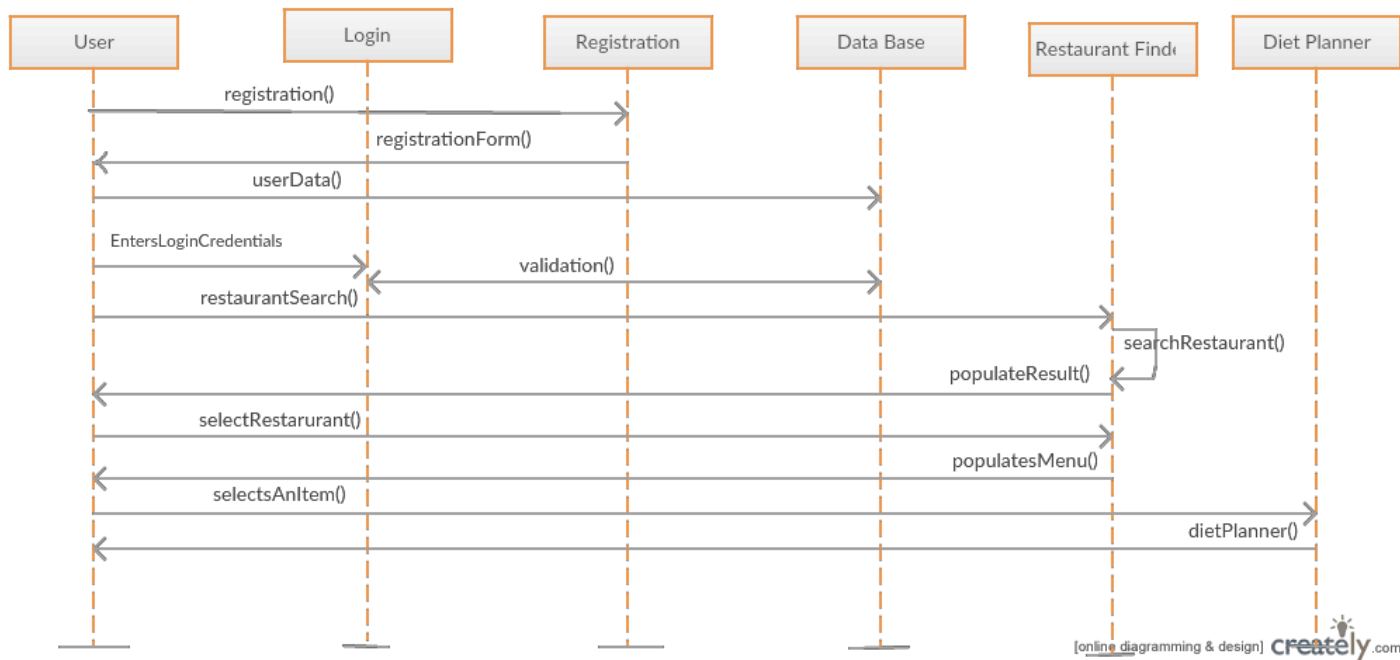 User
Login
Registration
Data Base
Restaurant Finde
Diet Planner
registration()
registrationForm()
userData()
EntersLoginCredentials
validation()
restaurantSearch()
searchRestaurant()
populateResult()
selectRestarurant()
populatesMenu()
selectsAnItem()
dietPlanner()
[online diagramming & design] creately.com